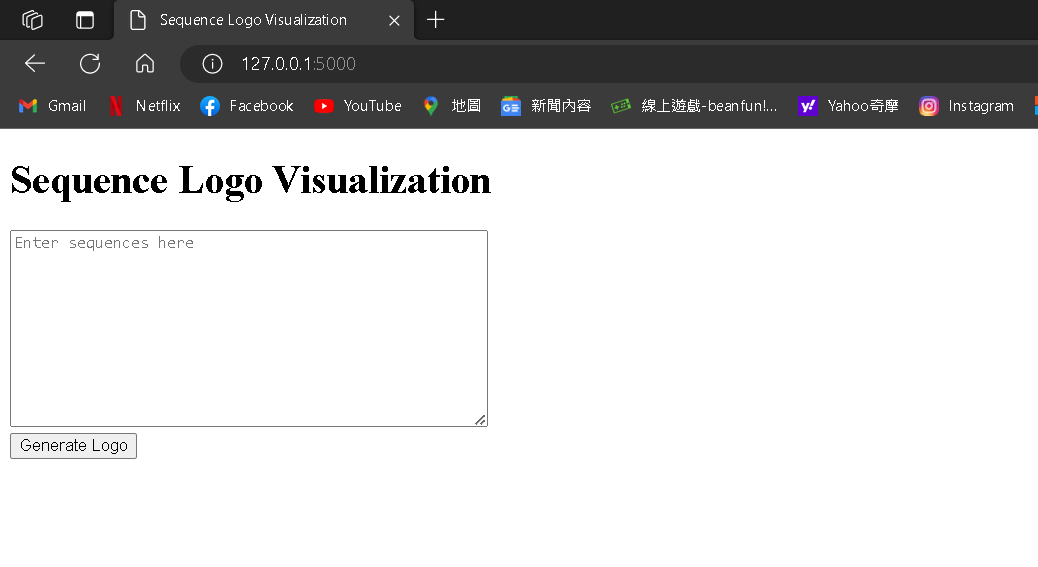 Sequence Logo Visualization
127.0.0.1:5000
Gmail Netflix Facebook YouTube 地圖 新聞內容 線上遊戲-beanfun!... Yahoo奇摩 Instagram
Sequence Logo Visualization
Enter sequences here
Generate Logo